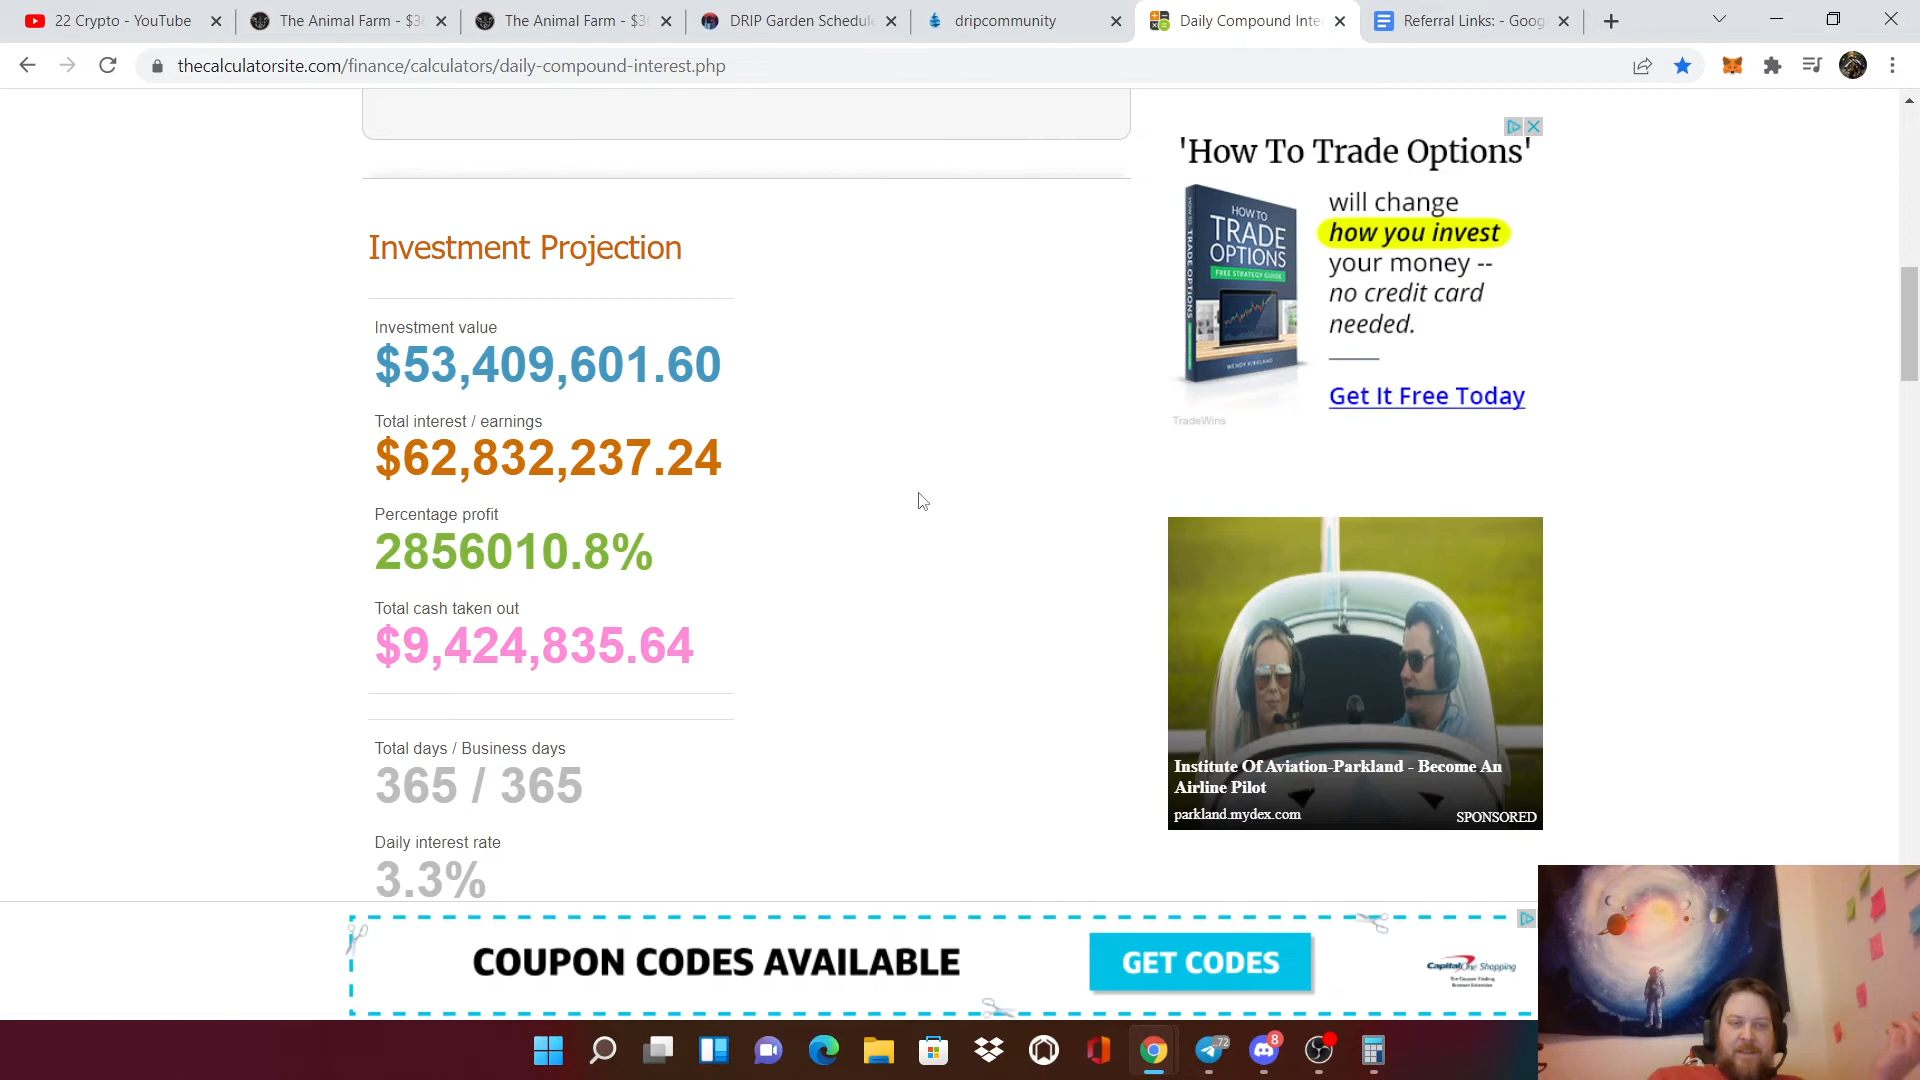 22 Crypto - YouTube
The Animal Farm - $3
The Animal Farm - $3
DRIP Garden Schedul
dripcommunity
Daily Compound Inte
Referral Links: - Goog
thecalculatorsite.com/finance/calculators/daily-compound-interest.php
Investment Projection
Investment value
$53,409,601.60
Total interest / earnings
$62,832,237.24
Percentage profit
2856010.8%
Total cash taken out
$9,424,835.64
Total days / Business days
365 / 365
Daily interest rate
3.3%
'How To Trade Options'
HOW TO
TRADE
OPTIONS
FREE STRATEGY GUIDE
WENDY KIRKLAND
will change
how you invest
your money --
no credit card
needed.
Get It Free Today
TradeWins
Institute Of Aviation-Parkland - Become An
Airline Pilot
parkland.mydex.com
SPONSORED
COUPON CODES AVAILABLE
GET CODES
Capital One Shopping
72
8